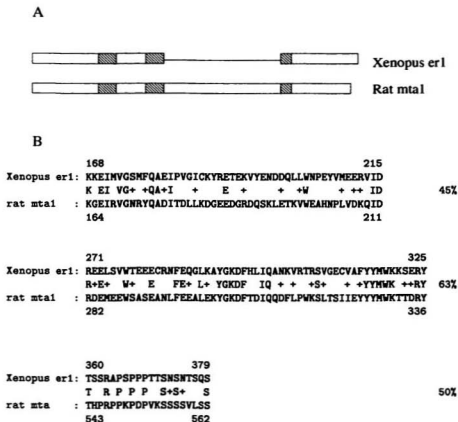 A
Xenopus er1
Rat mta1
B
168 215
Xenopus er1: KKEIMVGSMFQAEIPVGICKYRETEKVYENDDQLLWNPEYVMEERVID
K EI VG+ +QA+I + E + + +W + ++ ID 45%
rat mta1 : KGEIRVGNRYQADITDLLKDGEEDGRDQSKLETKVWEAHNPLVDKQID
164 211
271 325
Xenopus er1: REELSVWTEEECRNFEQGLKAYGKDFHLIQANKVRTRSVGECVAFYYMWKKSERY
R+E+ W+ E FE+ L+ YGKDF IQ + + +S+ + +YYMWK ++RY 63%
rat mta1 : RDEMEEWSASEANLFEEALEKYGKDFTDIQQDFLPWKSLTSIIEYYYMWKTTDRY
282 336
360 379
Xenopus er1: TSSRAPSPPPTTSNSNTSQS
T R P P P S+S+ S 50%
rat mta : THPRPPKPDPVKSSSSVLSS
543 562